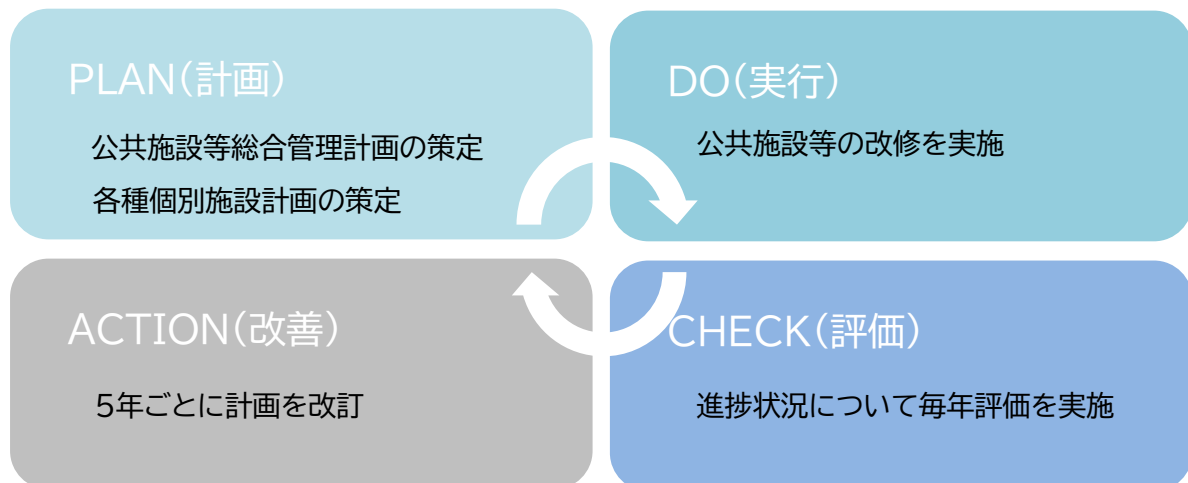 PLAN(計画)
公共施設等総合管理計画の策定
各種個別施設計画の策定
DO(実行)
公共施設等の改修を実施
ACTION(改善)
5年ごとに計画を改訂
CHECK(評価)
進捗状況について毎年評価を実施